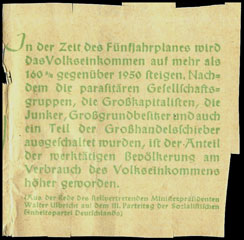 In der Zeit des Fünfjahrplanes wird
das Volkseinkommen auf mehr als
160% gegenüber 1950 steigen. Nach-
dem die parasitären Gesellschafts-
gruppen, die Großkapitalisten, die
Junker, Großgrundbesitzer und auch
ein Teil der Großhandelschieber
ausgeschaltet wurden, ist der Anteil
der werktätigen Bevölkerung am
Verbrauch des Volkseinkommens
höher geworden.
(Aus der Rede des stellvertretenden Ministerpräsidenten
Walter Ulbricht auf dem III. Parteitag der Sozialistischen
Einheitspartei Deutschlands)